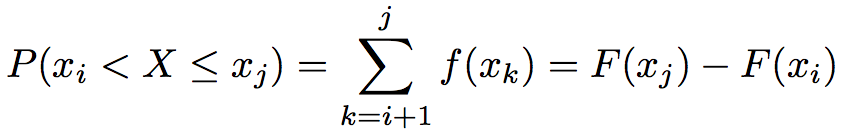 P(x_i < X ≤ x_j) = \sum_{k=i+1}^{j} f(x_k) = F(x_j) − F(x_i)